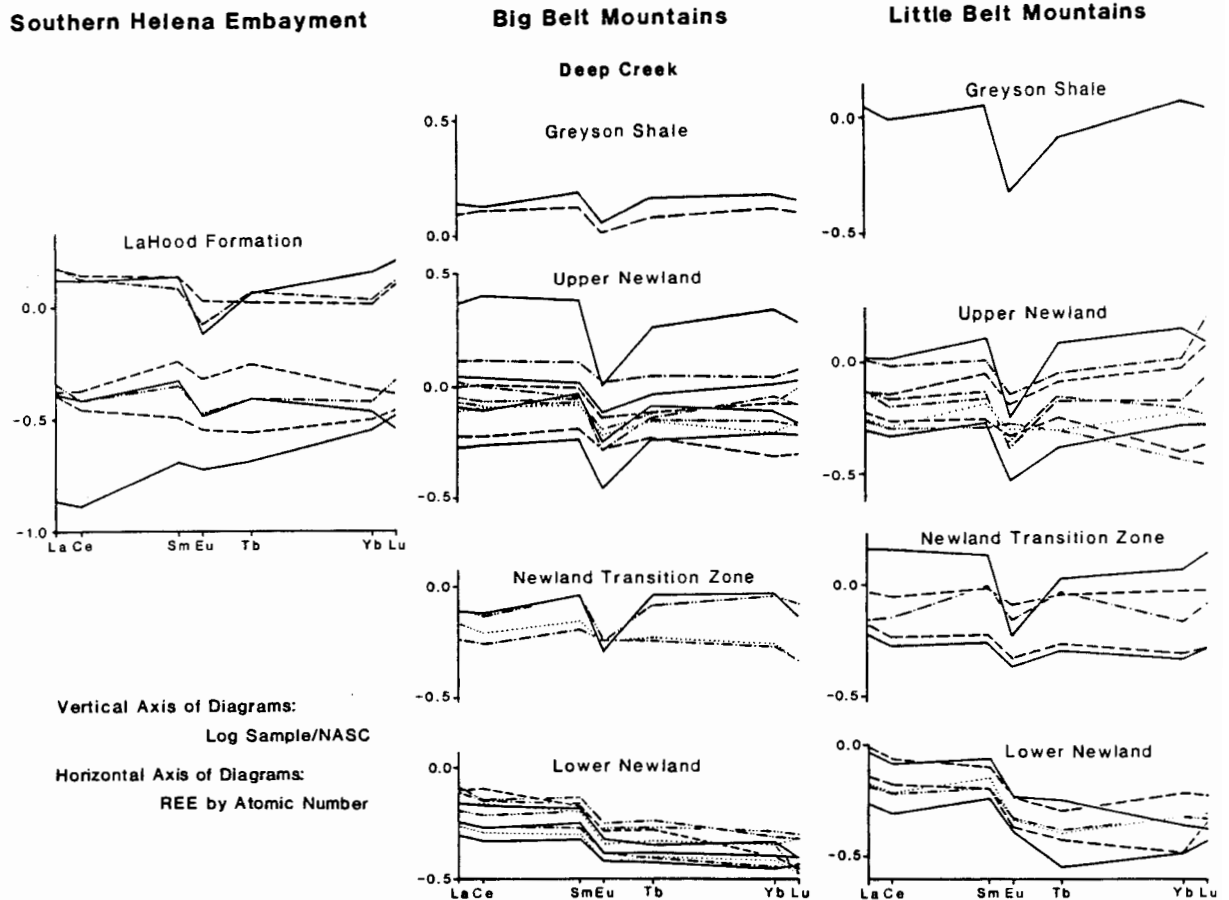 Southern Helena Embayment
Big Belt Mountains
Little Belt Mountains
LaHood Formation
0.0
-0.5
-1.0
La Ce Sm Eu Tb Yb Lu
Vertical Axis of Diagrams:
Log Sample/NASC
Horizontal Axis of Diagrams:
REE by Atomic Number
Deep Creek
0.5
Greyson Shale
0.0
0.5
Upper Newland
0.0
-0.5
0.0
Newland Transition Zone
-0.5
0.0
Lower Newland
-0.5
La Ce Sm Eu Tb Yb Lu
Greyson Shale
0.0
-0.5
Upper Newland
0.0
-0.5
Newland Transition Zone
0.0
-0.5
0.0
Lower Newland
-0.5
La Ce Sm Eu Tb Yb Lu